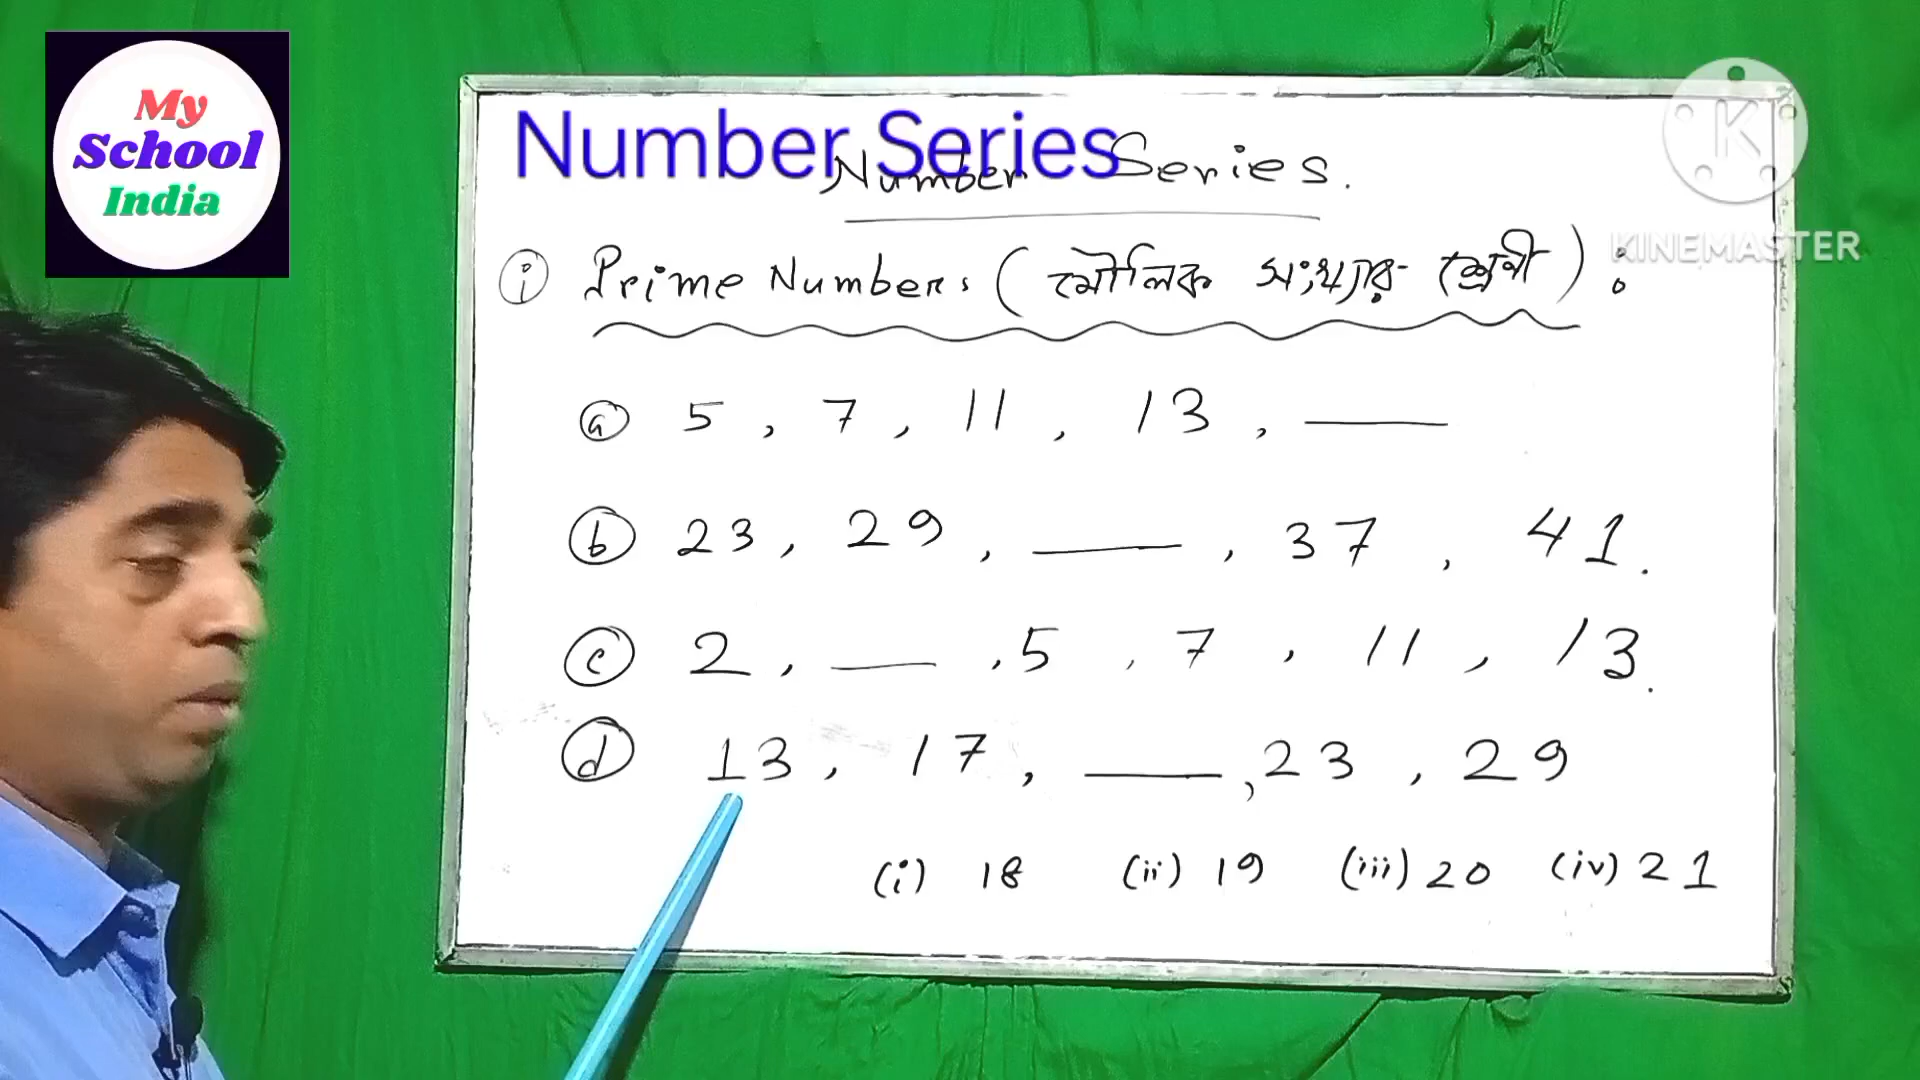 My
School
India
Number Series
Number Series.
KINEMASTER
(i) Prime Numbers (মৌলিক সংখ্যার শ্রেণী) :
(a) 5, 7, 11, 13, ___
(b) 23, 29, ___, 37, 41.
(c) 2, ___, 5, 7, 11, 13.
(d) 13, 17, ___, 23, 29
(i) 18 (ii) 19 (iii) 20 (iv) 21